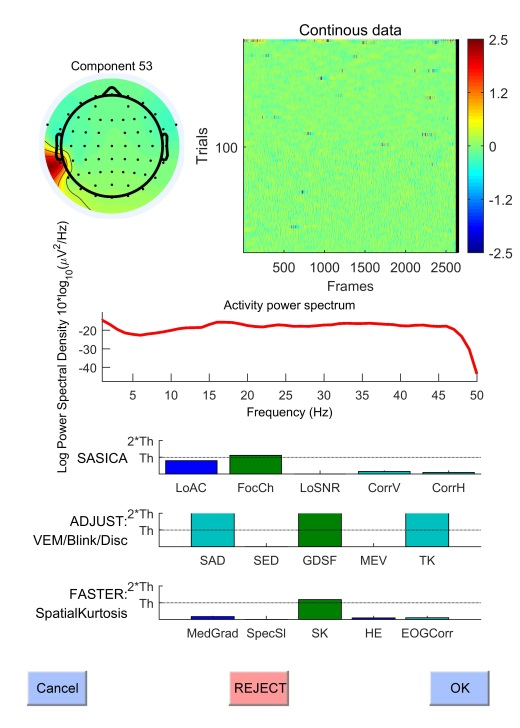 Continous data
Component 53
Trials
100
500 1000 1500 2000 2500
Frames
2.5
1.2
0
-1.2
-2.5
Activity power spectrum
Log Power Spectral Density 10*log10(μV2/Hz)
-20
-30
-40
5 10 15 20 25 30 35 40 45 50
Frequency (Hz)
SASICA
2*Th
Th
LoAC FocCh LoSNR CorrV CorrH
ADJUST:
VEM/Blink/Disc
2*Th
Th
SAD SED GDSF MEV TK
FASTER:
SpatialKurtosis
2*Th
Th
MedGrad SpecSl SK HE EOGCorr
Cancel REJECT OK